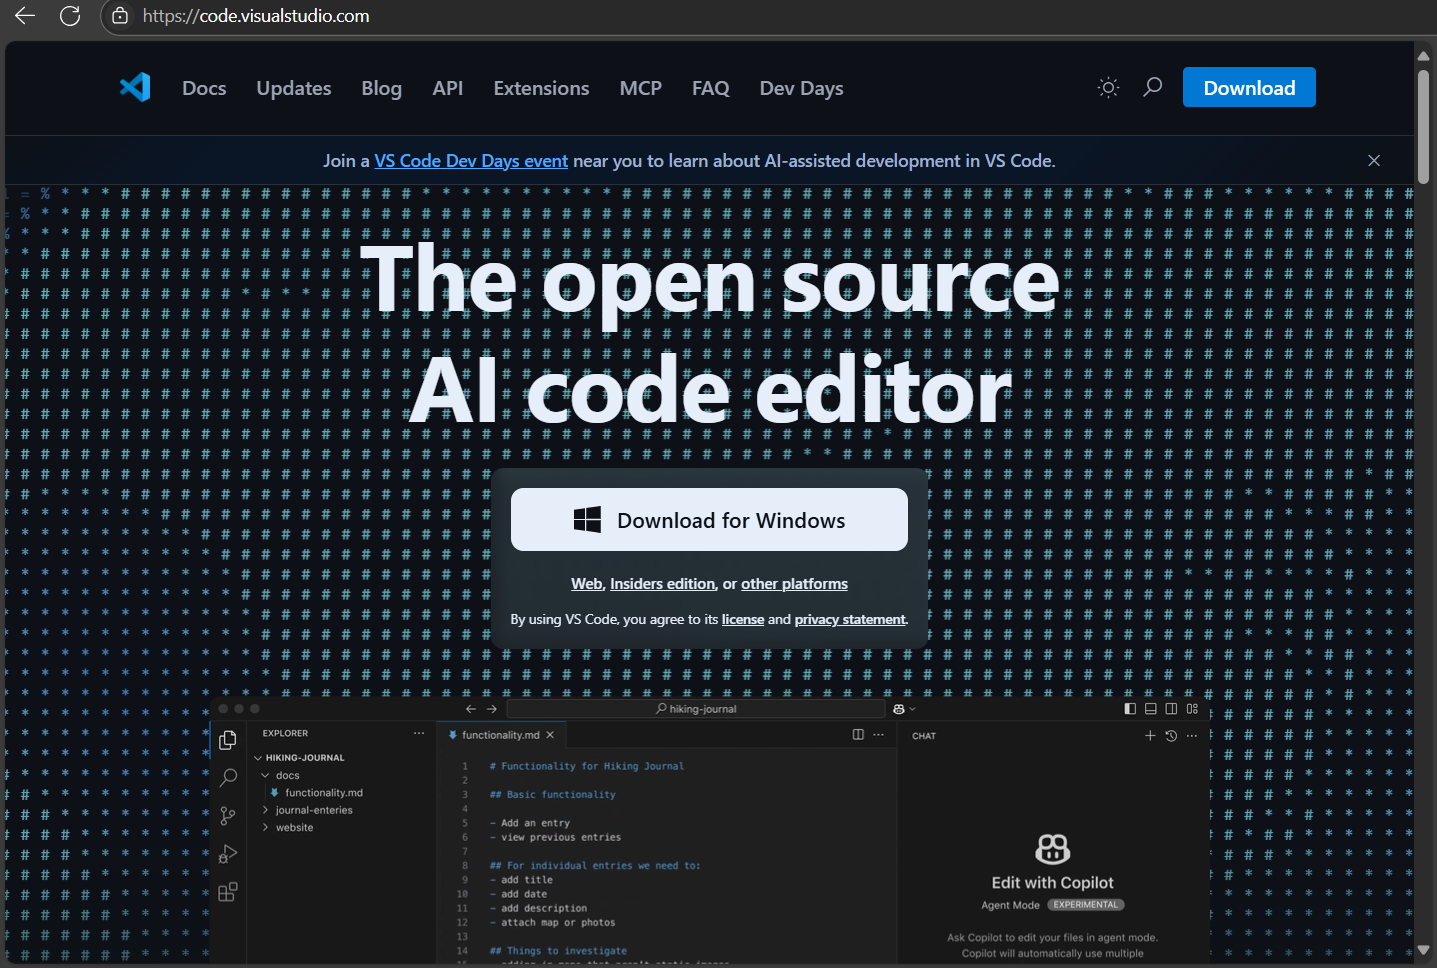 https://code.visualstudio.com
Docs Updates Blog API Extensions MCP FAQ Dev Days Download
Join a VS Code Dev Days event near you to learn about AI-assisted development in VS Code.
The open source
AI code editor
Download for Windows
Web, Insiders edition, or other platforms
By using VS Code, you agree to its license and privacy statement.
hiking-journal
EXPLORER
HIKING-JOURNAL
docs
functionality.md
journal-enteries
website
functionality.md
1 # Functionality for Hiking Journal
2
3 ## Basic functionality
4
5 - Add an entry
6 - view previous entries
7
8 ## For individual entries we need to:
9 - add title
10 - add date
11 - add description
12 - attach map or photos
13
14 ## Things to investigate
CHAT
Edit with Copilot
Agent Mode EXPERIMENTAL
Ask Copilot to edit your files in agent mode.
Copilot will automatically use multiple